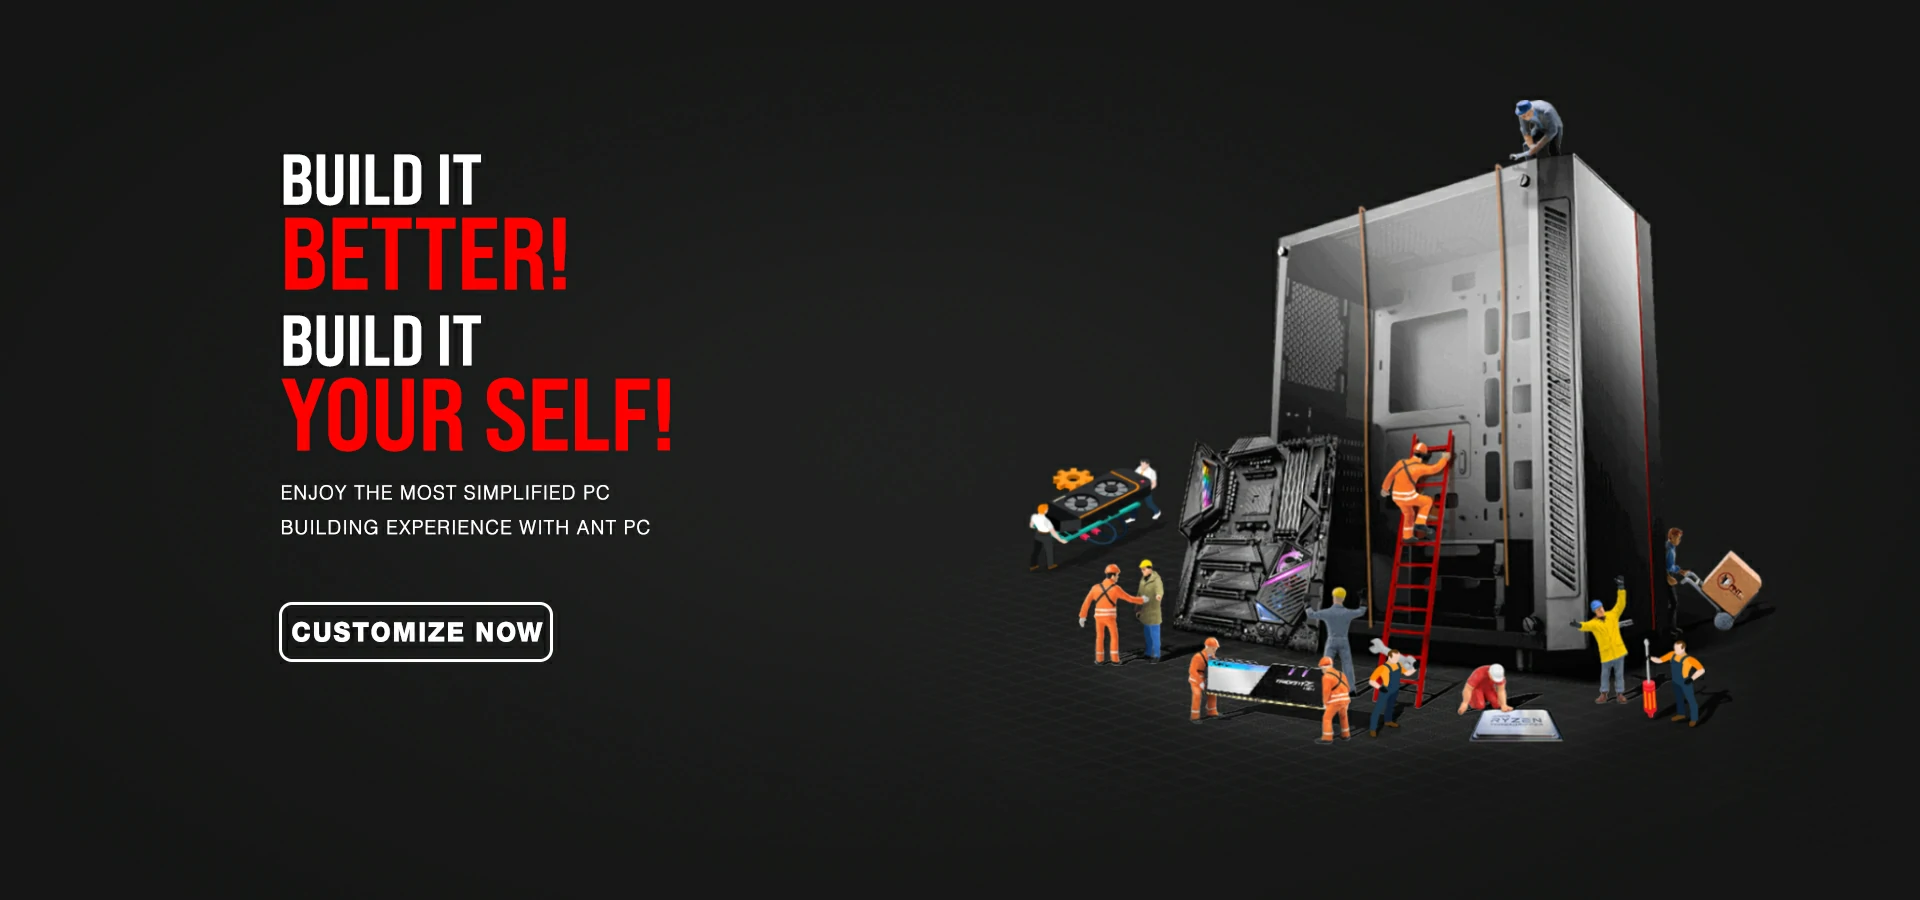 BUILD IT
BETTER!
BUILD IT
YOUR SELF!
ENJOY THE MOST SIMPLIFIED PC
BUILDING EXPERIENCE WITH ANT PC
CUSTOMIZE NOW
RYZEN